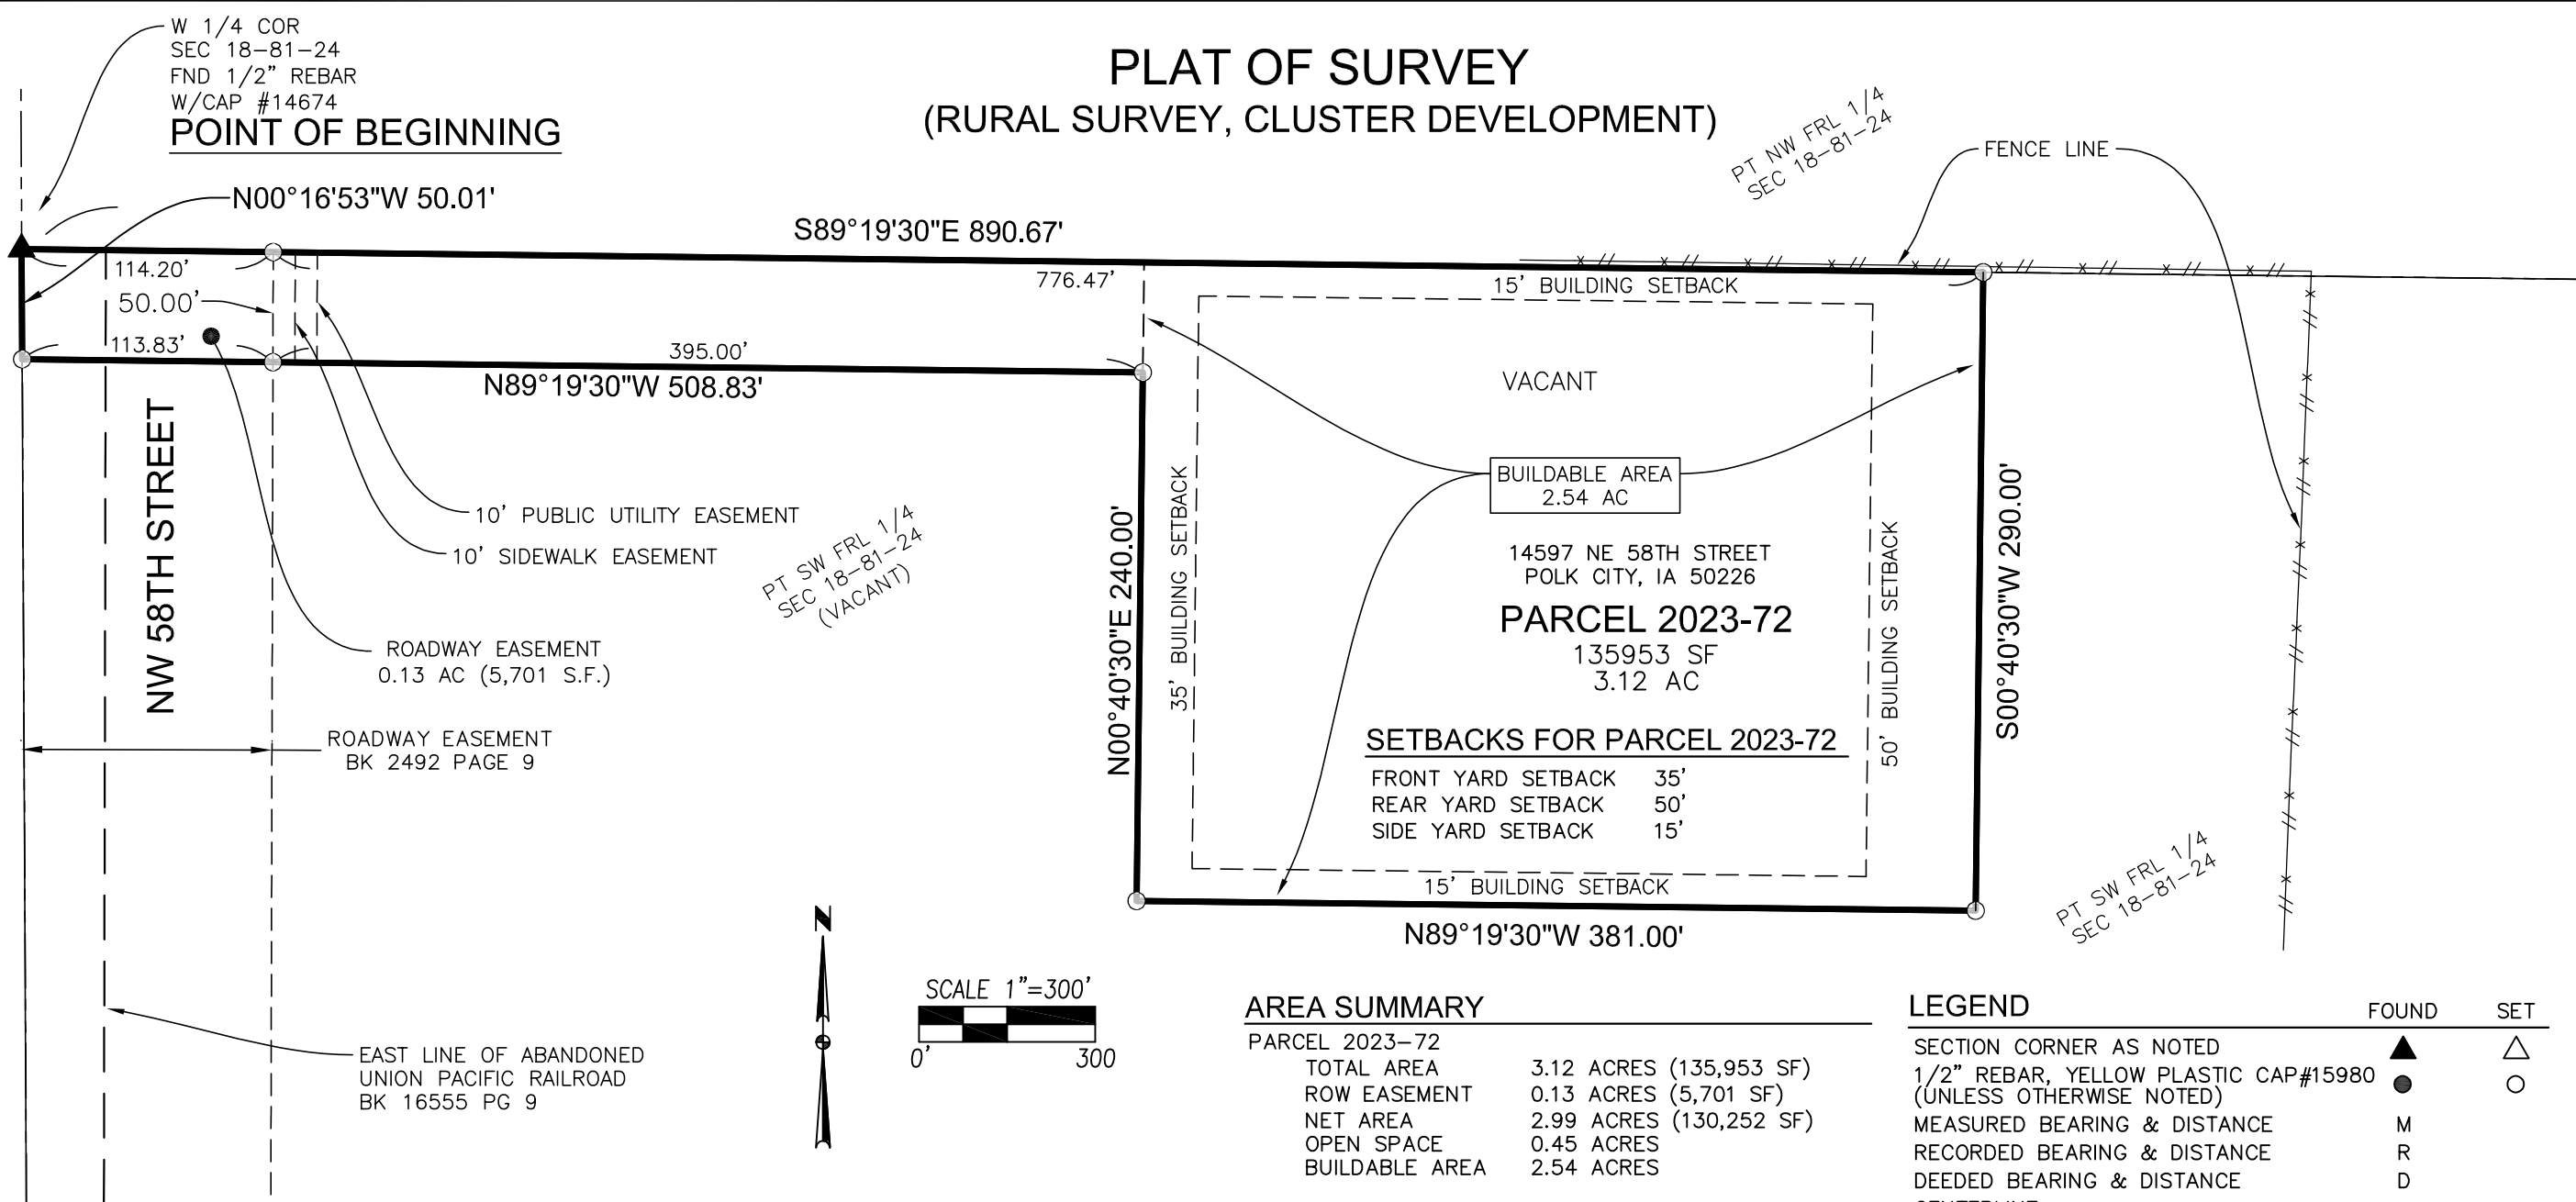 W 1/4 COR
SEC 18-81-24
FND 1/2" REBAR
W/CAP #14674
POINT OF BEGINNING
PLAT OF SURVEY
(RURAL SURVEY, CLUSTER DEVELOPMENT)
PT NW FRL 1/4
SEC 18-81-24
FENCE LINE
N00°16'53"W 50.01'
S89°19'30"E 890.67'
114.20'
776.47'
15' BUILDING SETBACK
50.00'
113.83'
395.00'
N89°19'30"W 508.83'
VACANT
NW 58TH STREET
BUILDABLE AREA
2.54 AC
10' PUBLIC UTILITY EASEMENT
10' SIDEWALK EASEMENT
PT SW FRL 1/4
SEC 18-81-24
(VACANT)
N00°40'30"E 240.00'
35' BUILDING SETBACK
14597 NE 58TH STREET
POLK CITY, IA 50226
PARCEL 2023-72
135953 SF
3.12 AC
50' BUILDING SETBACK
S00°40'30"W 290.00'
ROADWAY EASEMENT
0.13 AC (5,701 S.F.)
ROADWAY EASEMENT
BK 2492 PAGE 9
SETBACKS FOR PARCEL 2023-72
FRONT YARD SETBACK 35'
REAR YARD SETBACK 50'
SIDE YARD SETBACK 15'
15' BUILDING SETBACK
N89°19'30"W 381.00'
PT SW FRL 1/4
SEC 18-81-24
N
SCALE 1"=300'
0' 300
EAST LINE OF ABANDONED
UNION PACIFIC RAILROAD
BK 16555 PG 9
AREA SUMMARY
PARCEL 2023-72
TOTAL AREA 3.12 ACRES (135,953 SF)
ROW EASEMENT 0.13 ACRES (5,701 SF)
NET AREA 2.99 ACRES (130,252 SF)
OPEN SPACE 0.45 ACRES
BUILDABLE AREA 2.54 ACRES
LEGEND FOUND SET
SECTION CORNER AS NOTED
1/2" REBAR, YELLOW PLASTIC CAP#15980
(UNLESS OTHERWISE NOTED)
MEASURED BEARING & DISTANCE M
RECORDED BEARING & DISTANCE R
DEEDED BEARING & DISTANCE D